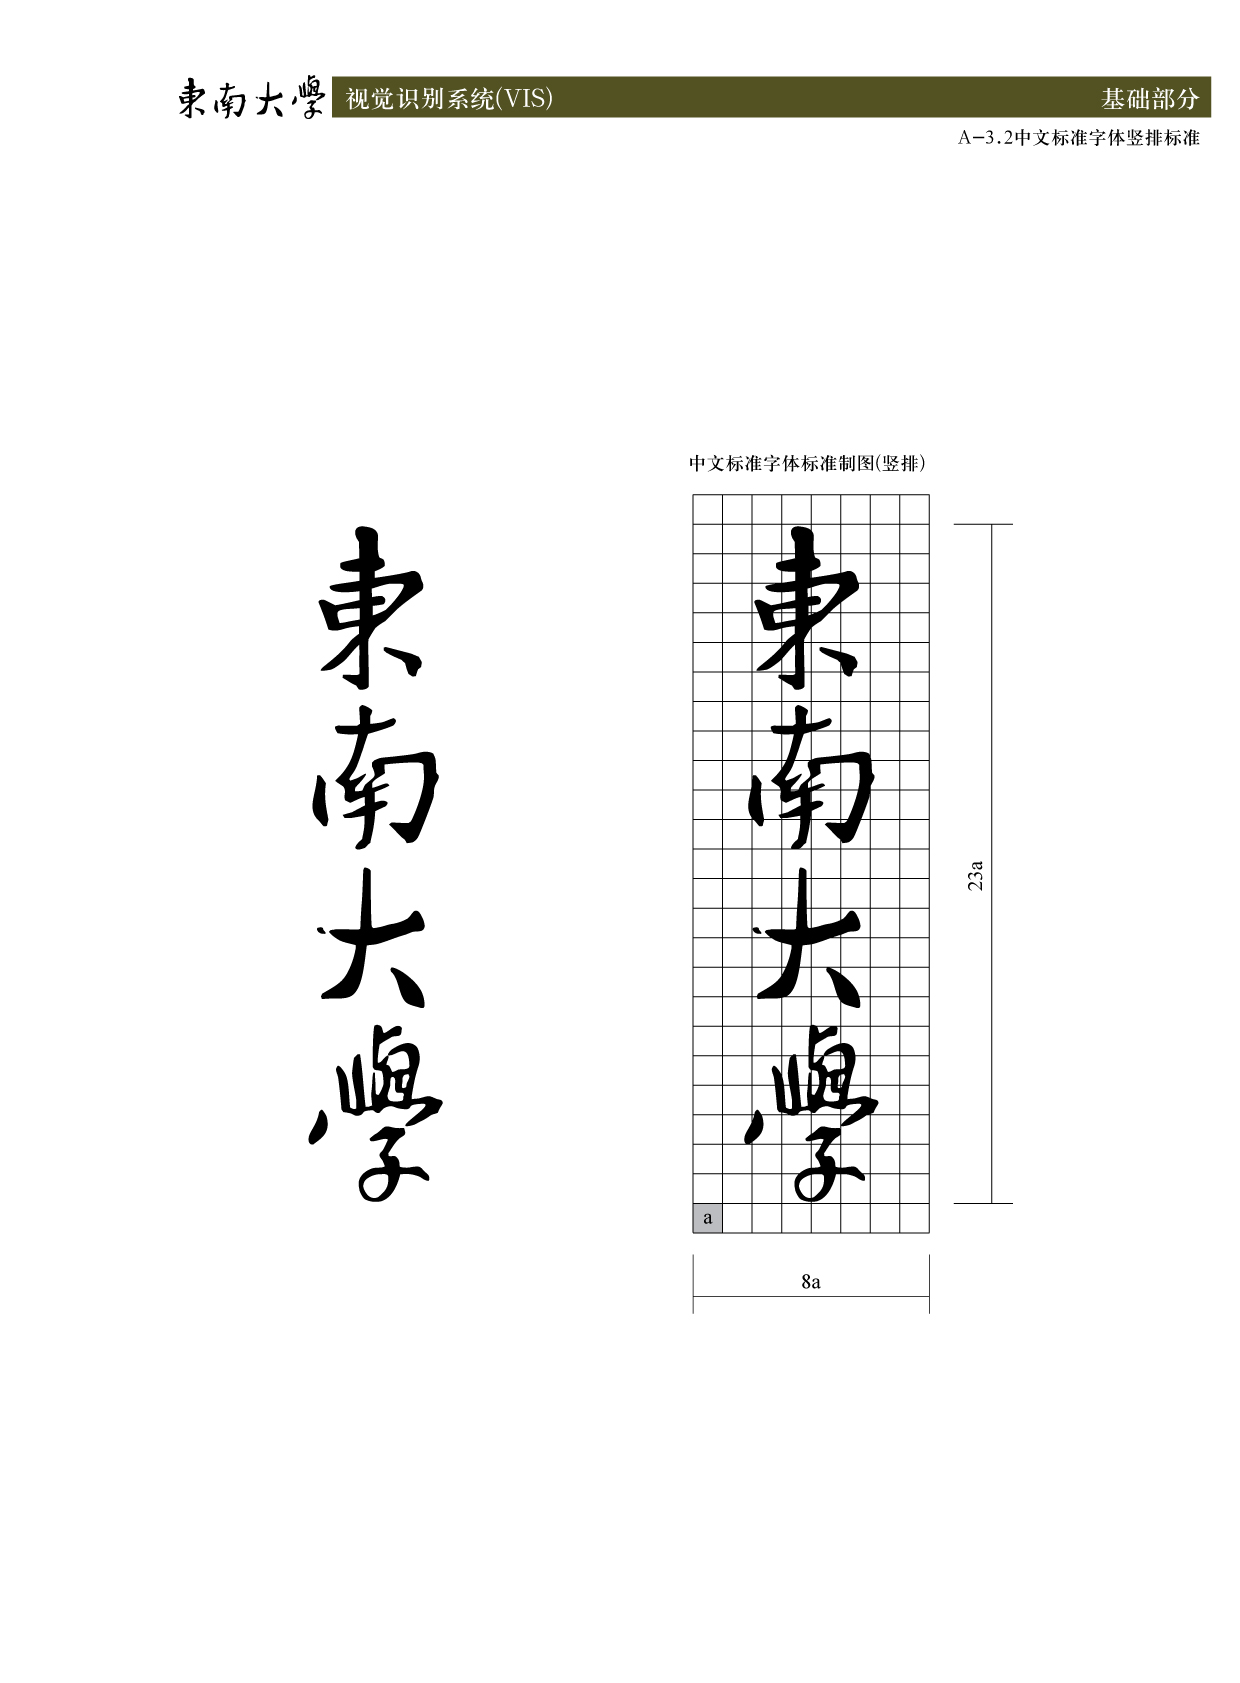 東南大學 视觉识别系统(VIS) 基础部分
A-3.2中文标准字体竖排标准
中文标准字体标准制图(竖排)
東
南
大
學
東
南
大
學
23a
a
8a